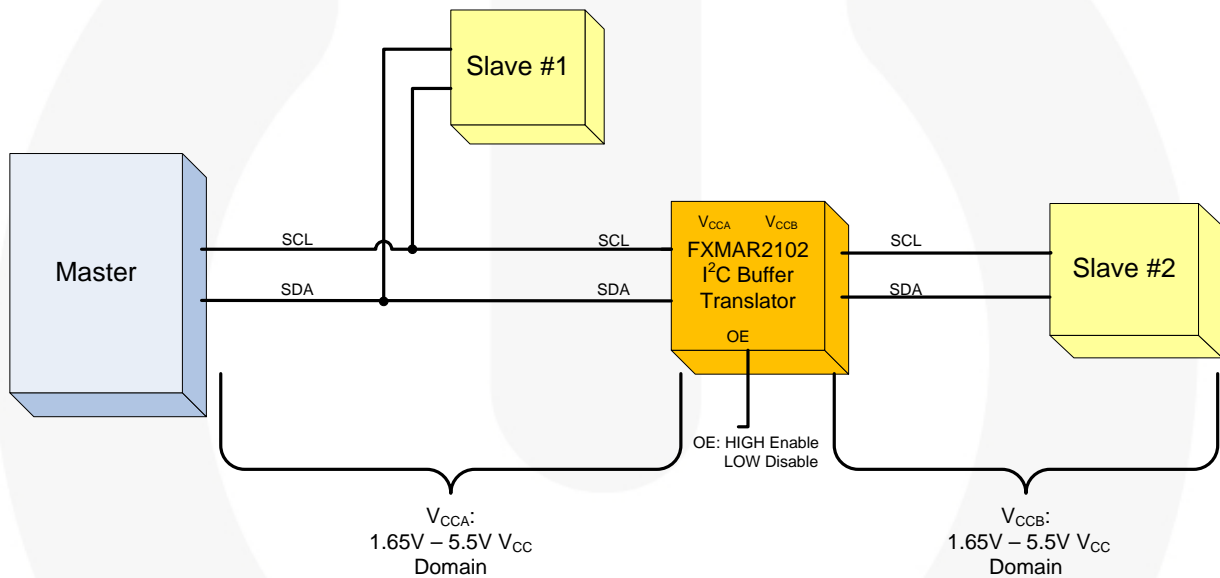 Slave #1
Master
SCL
SCL
SDA
SDA
VCCA VCCB
FXMAR2102
I²C Buffer
Translator
OE
SCL
SDA
Slave #2
OE: HIGH Enable
LOW Disable
VCCA:
1.65V – 5.5V VCC
Domain
VCCB:
1.65V – 5.5V VCC
Domain